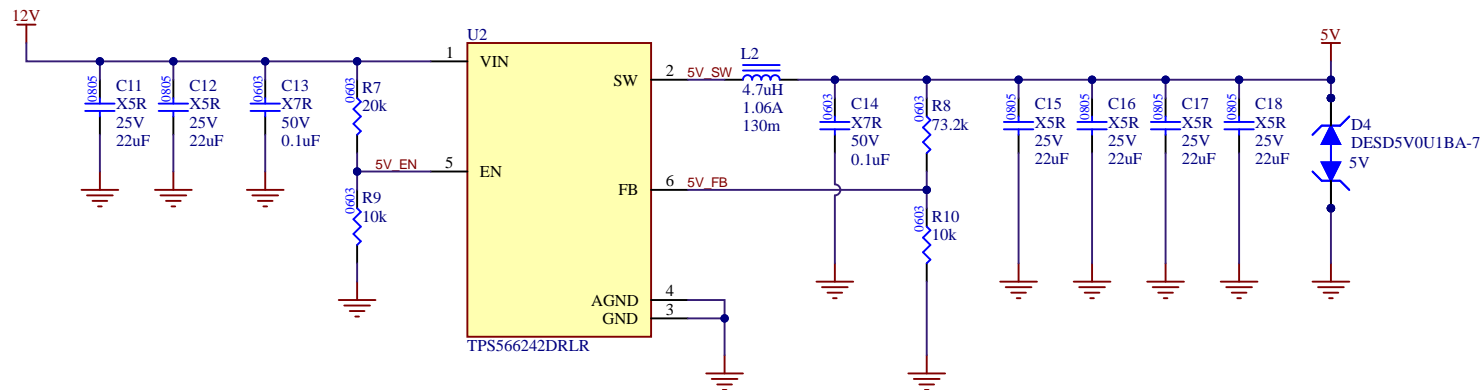 12V
C11
X5R
25V
22uF
0805
C12
X5R
25V
22uF
0805
C13
X7R
50V
0.1uF
0603
R7
20k
0603
5V_EN
R9
10k
0603
U2
1
VIN
5
EN
SW
2
FB
6
AGND
4
GND
3
TPS566242DRLR
5V_SW
L2
4.7uH
1.06A
130m
C14
X7R
50V
0.1uF
0603
R8
73.2k
0603
5V_FB
R10
10k
0603
C15
X5R
25V
22uF
0805
C16
X5R
25V
22uF
0805
C17
X5R
25V
22uF
0805
C18
X5R
25V
22uF
0805
5V
D4
DESD5V0U1BA-7
5V